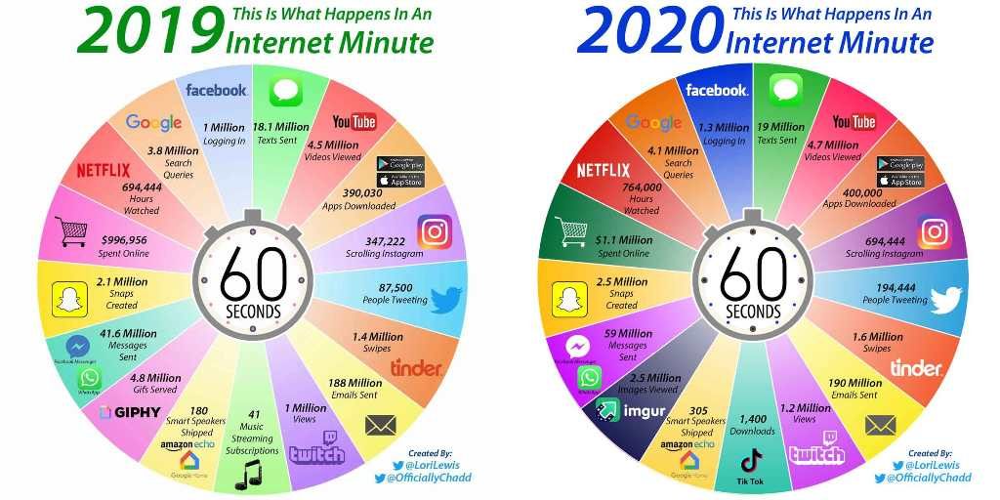 2019 This Is What Happens In An
Internet Minute
facebook.
1 Million
Logging In
18.1 Million
Texts Sent
YouTube
4.5 Million
Videos Viewed
Google play
App Store
390,030
Apps Downloaded
347,222
Scrolling Instagram
87,500
People Tweeting
1.4 Million
Swipes
tinder
188 Million
Emails Sent
1 Million
Views
twitch
41
Music
Streaming
Subscriptions
180
Smart Speakers
Shipped
amazon echo
Google Home
4.8 Million
Gifs Served
GIPHY
41.6 Million
Messages
Sent
Facebook Messenger
WhatsApp
2.1 Million
Snaps
Created
$996,956
Spent Online
NETFLIX
694,444
Hours
Watched
Google
3.8 Million
Search
Queries
60
SECONDS
Created By:
@LoriLewis
@OfficiallyChadd
2020 This Is What Happens In An
Internet Minute
facebook.
1.3 Million
Logging In
19 Million
Texts Sent
YouTube
4.7 Million
Videos Viewed
Google play
App Store
400,000
Apps Downloaded
694,444
Scrolling Instagram
194,444
People Tweeting
1.6 Million
Swipes
tinder
190 Million
Emails Sent
1.2 Million
Views
twitch
1,400
Downloads
Tik Tok
305
Smart Speakers
Shipped
amazon echo
Google Home
2.5 Million
Images Viewed
imgur
59 Million
Messages
Sent
Facebook Messenger
WhatsApp
2.5 Million
Snaps
Created
$1.1 Million
Spent Online
NETFLIX
764,000
Hours
Watched
Google
4.1 Million
Search
Queries
60
SECONDS
Created By:
@LoriLewis
@OfficiallyChadd